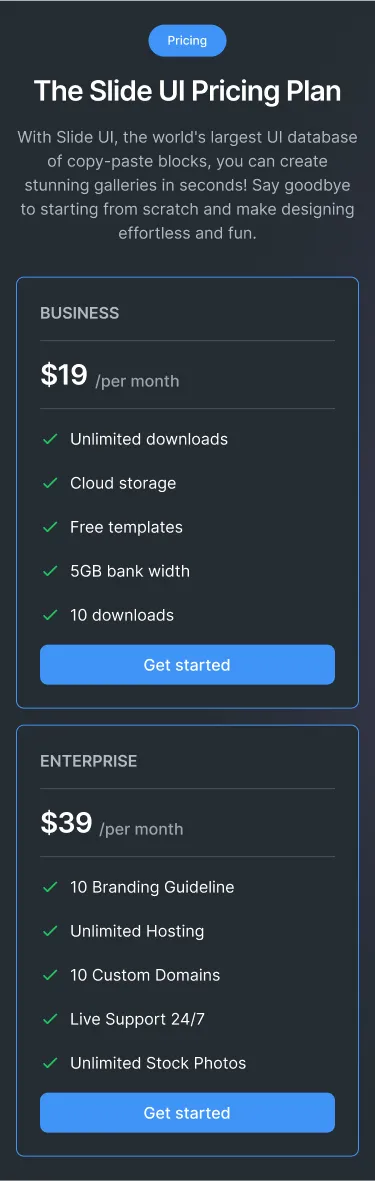 Pricing
The Slide UI Pricing Plan
With Slide UI, the world's largest UI database
of copy-paste blocks, you can create
stunning galleries in seconds! Say goodbye
to starting from scratch and make designing
effortless and fun.
BUSINESS
$19 /per month
Unlimited downloads
Cloud storage
Free templates
5GB bank width
10 downloads
Get started
ENTERPRISE
$39 /per month
10 Branding Guideline
Unlimited Hosting
10 Custom Domains
Live Support 24/7
Unlimited Stock Photos
Get started